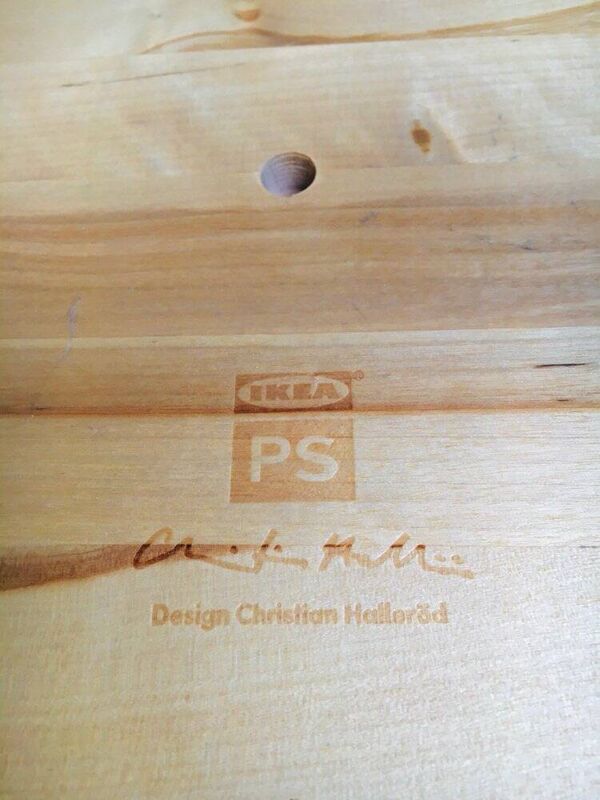 IKEA®
PS
Design Christian Halleröd